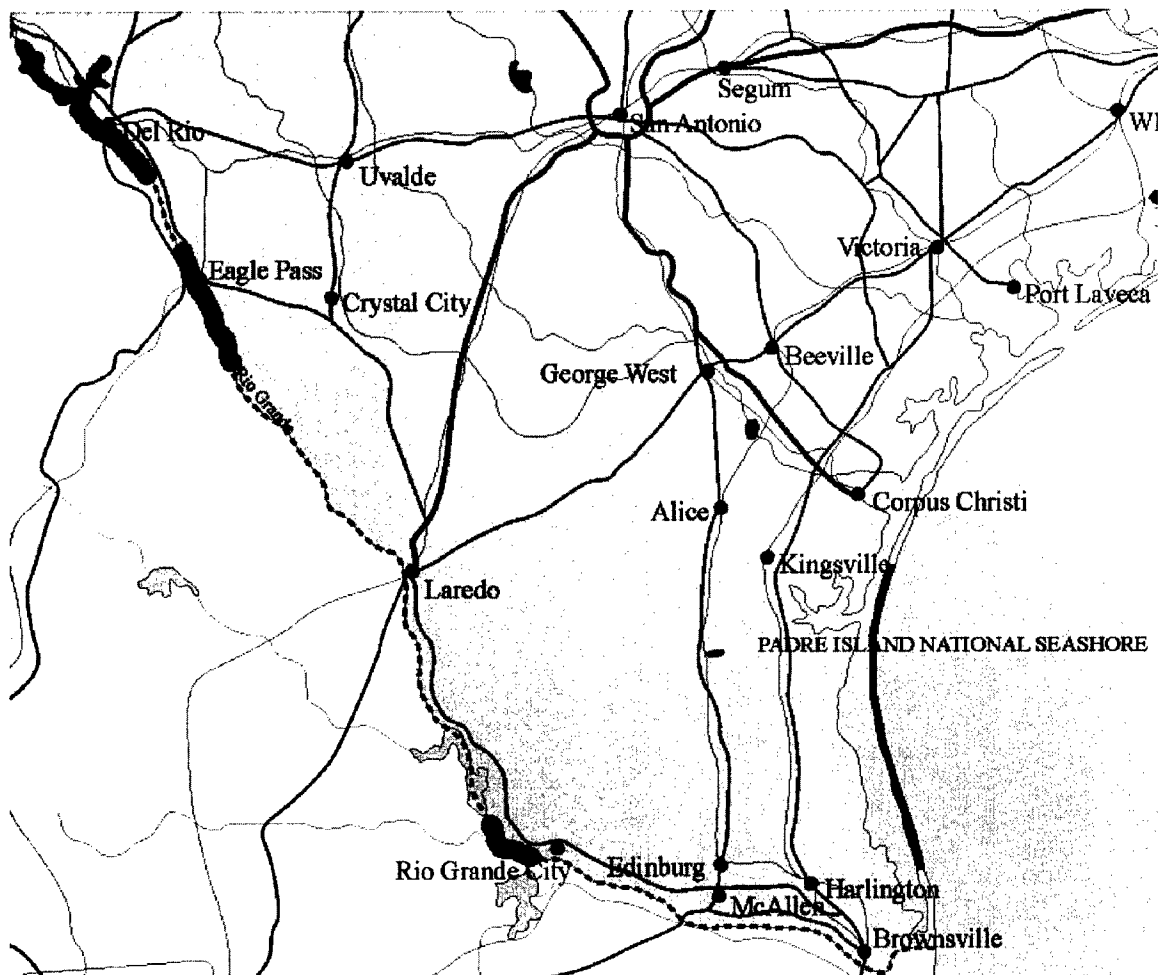 Segum
San Antonio
Del Rio
Uvalde
Victoria
Eagle Pass
Crystal City
Port Laveca
Beeville
George West
Rio Grande
Corpus Christi
Alice
Kingsville
Laredo
PADRE ISLAND NATIONAL SEASHORE
Rio Grande City
Edinburg
Harlington
McAllen
Brownsville